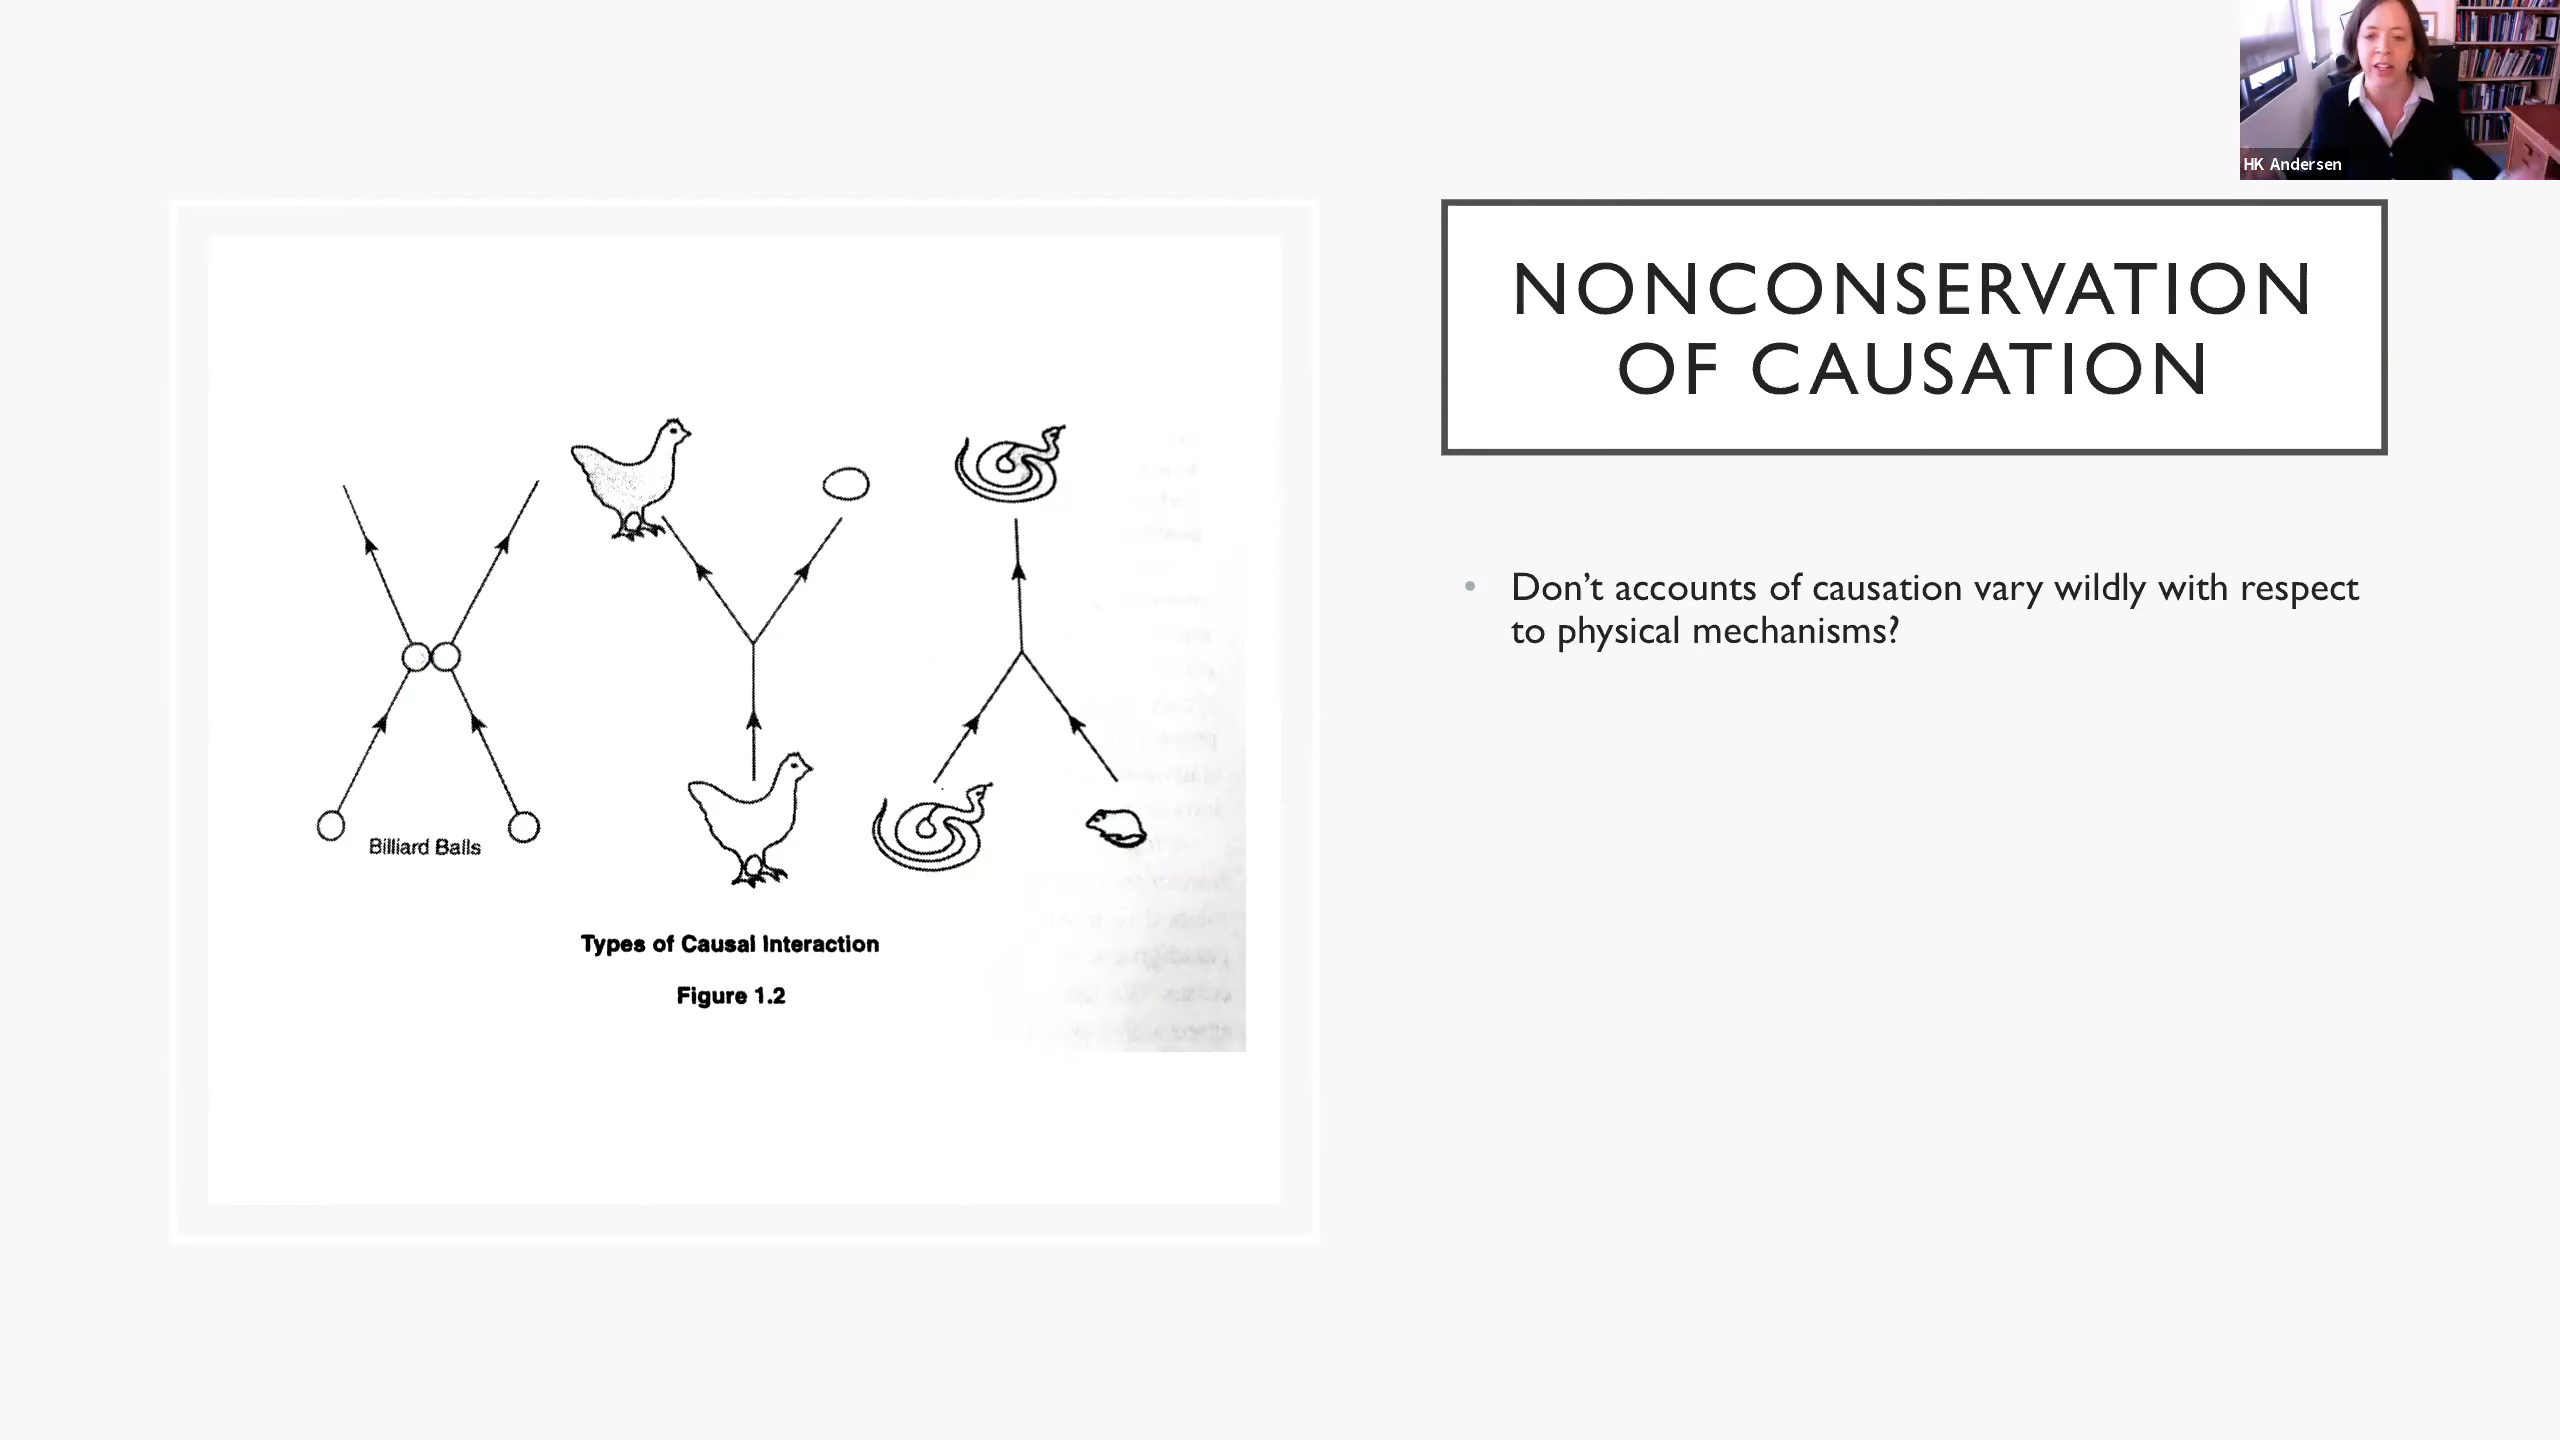 HK Andersen
NONCONSERVATION
OF CAUSATION
Billiard Balls
Types of Causal Interaction
Figure 1.2
• Don’t accounts of causation vary wildly with respect
to physical mechanisms?